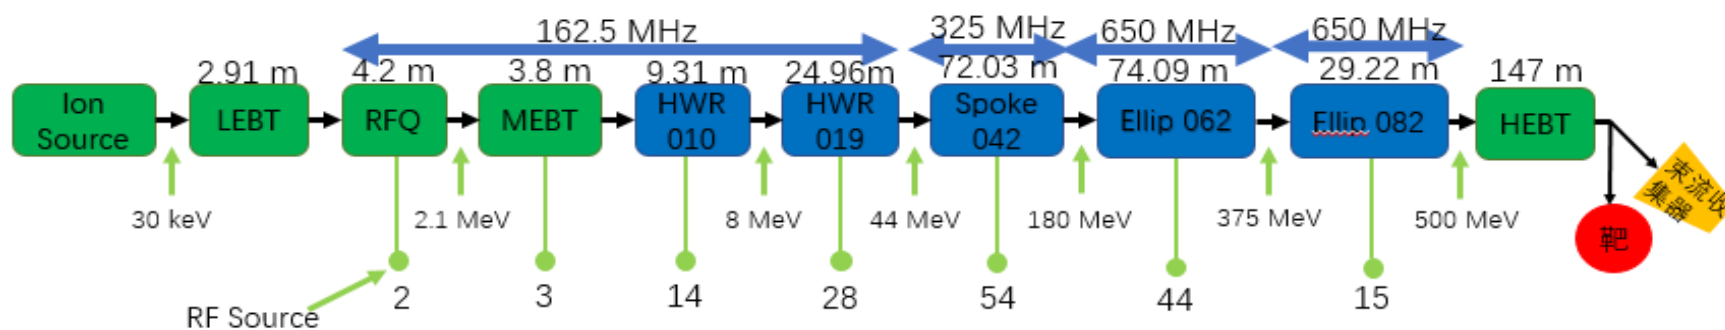 162.5 MHz
325 MHz
650 MHz
650 MHz
2.91 m
4.2 m
3.8 m
9.31 m
24.96m
72.03 m
74.09 m
29.22 m
147 m
Ion
Source
LEBT
RFQ
MEBT
HWR
010
HWR
019
Spoke
042
Ellip 062
Ellip 082
HEBT
30 keV
2.1 MeV
8 MeV
44 MeV
180 MeV
375 MeV
500 MeV
束流收
集器
靶
RF Source
2
3
14
28
54
44
15